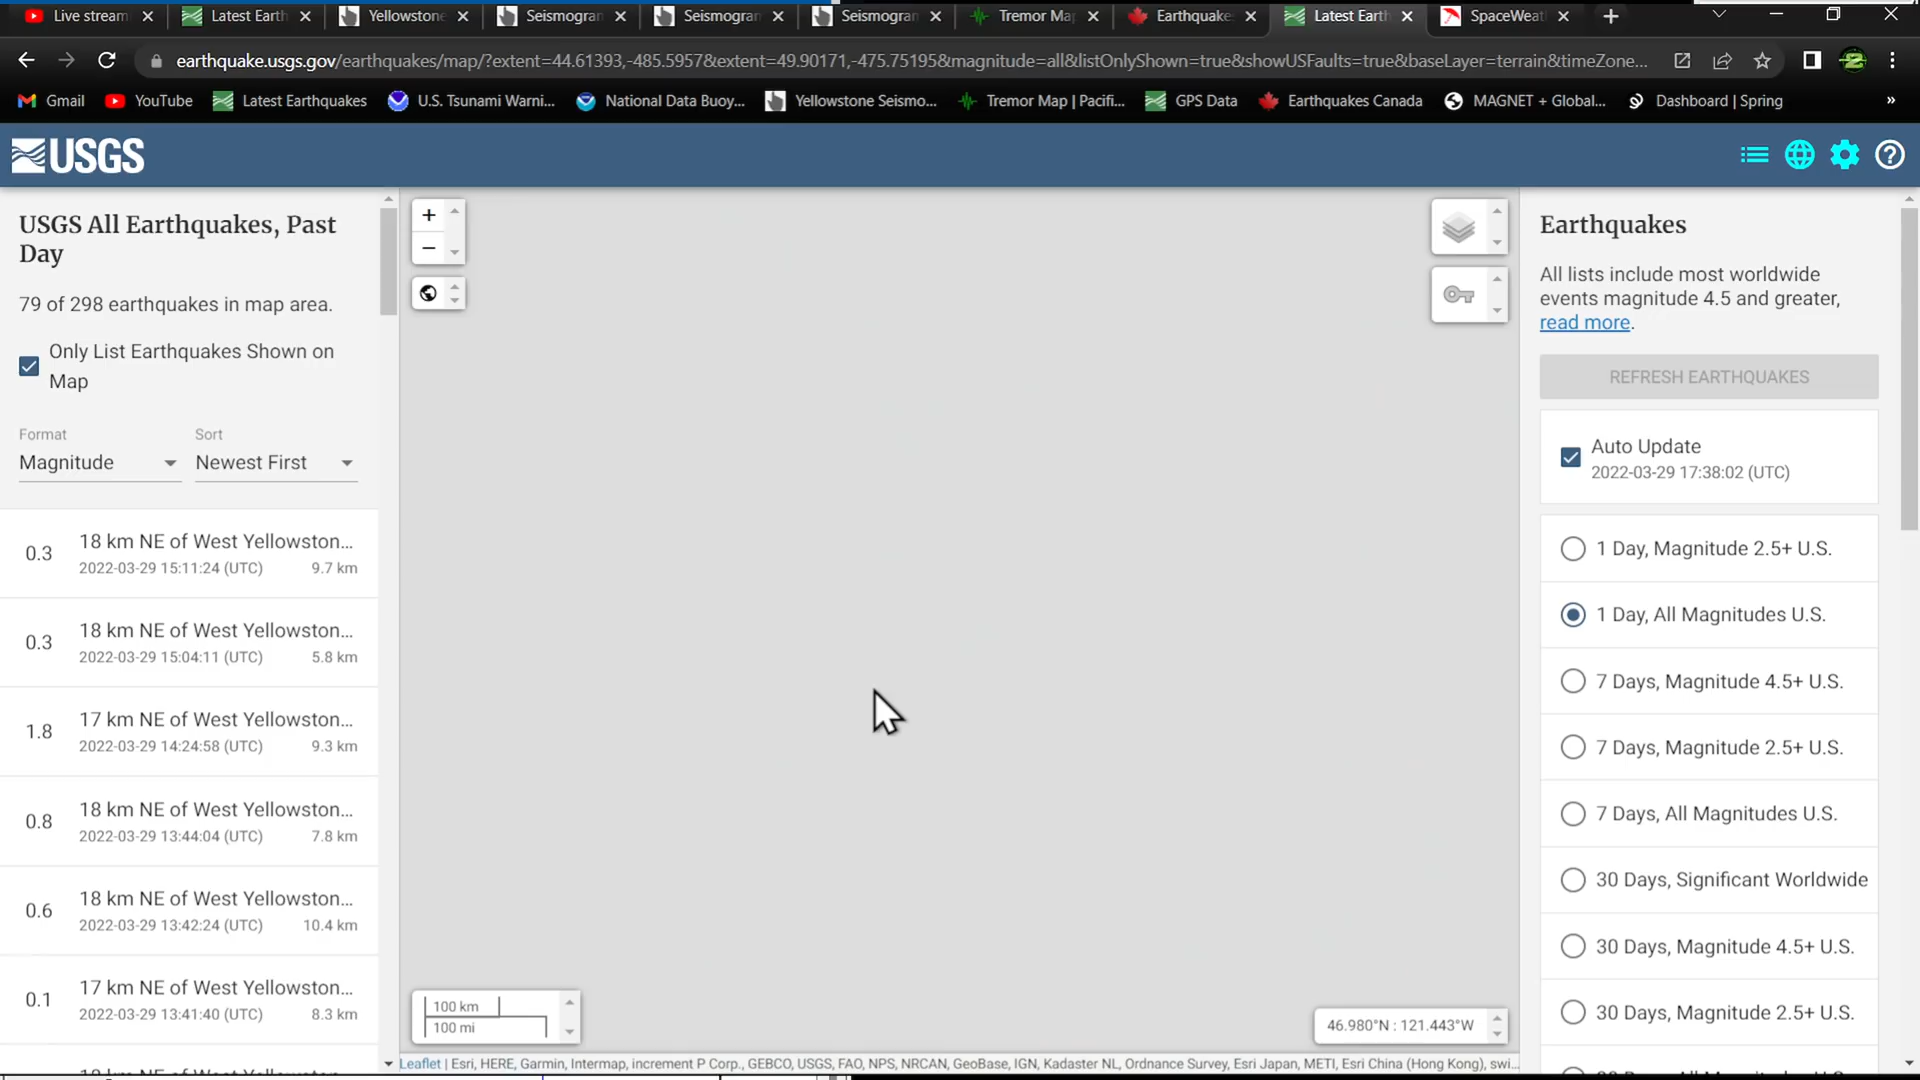 Live stream
Latest Earth
Yellowstone
Seismogram
Seismogram
Seismogram
Tremor Map
Earthquake
Latest Earth
SpaceWeat
earthquake.usgs.gov/earthquakes/map/?extent=44.61393,-485.5957&extent=49.90171,-475.75195&magnitude=all&listOnlyShown=true&showUSFaults=true&baseLayer=terrain&timeZone...
Gmail
YouTube
Latest Earthquakes
U.S. Tsunami Warni...
National Data Buoy...
Yellowstone Seismo...
Tremor Map | Pacifi...
GPS Data
Earthquakes Canada
MAGNET + Global...
Dashboard | Spring
»
USGS
USGS All Earthquakes, Past
Day
79 of 298 earthquakes in map area.
Only List Earthquakes Shown on
Map
Format
Magnitude
Sort
Newest First
0.3
18 km NE of West Yellowston...
2022-03-29 15:11:24 (UTC) 9.7 km
0.3
18 km NE of West Yellowston...
2022-03-29 15:04:11 (UTC) 5.8 km
1.8
17 km NE of West Yellowston...
2022-03-29 14:24:58 (UTC) 9.3 km
0.8
18 km NE of West Yellowston...
2022-03-29 13:44:04 (UTC) 7.8 km
0.6
18 km NE of West Yellowston...
2022-03-29 13:42:24 (UTC) 10.4 km
0.1
17 km NE of West Yellowston...
2022-03-29 13:41:40 (UTC) 8.3 km
+
−
100 km
100 mi
46.980°N : 121.443°W
Leaflet | Esri, HERE, Garmin, Intermap, increment P Corp., GEBCO, USGS, FAO, NPS, NRCAN, GeoBase, IGN, Kadaster NL, Ordnance Survey, Esri Japan, METI, Esri China (Hong Kong), swi...
Earthquakes
All lists include most worldwide
events magnitude 4.5 and greater,
read more.
REFRESH EARTHQUAKES
Auto Update
2022-03-29 17:38:02 (UTC)
1 Day, Magnitude 2.5+ U.S.
1 Day, All Magnitudes U.S.
7 Days, Magnitude 4.5+ U.S.
7 Days, Magnitude 2.5+ U.S.
7 Days, All Magnitudes U.S.
30 Days, Significant Worldwide
30 Days, Magnitude 4.5+ U.S.
30 Days, Magnitude 2.5+ U.S.